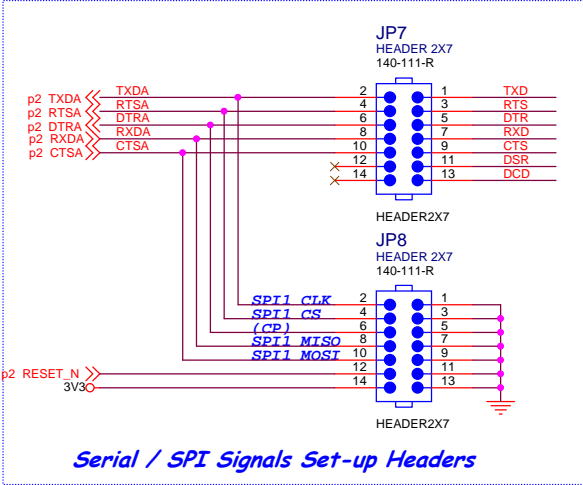 JP7
HEADER 2X7
140-111-R
p2 TXDA TXDA 2 1 TXD
p2 RTSA RTSA 4 3 RTS
p2 DTRA DTRA 6 5 DTR
p2 RXDA RXDA 8 7 RXD
p2 CTSA CTSA 10 9 CTS
12 11 DSR
14 13 DCD
HEADER2X7
JP8
HEADER 2X7
140-111-R
SPI1 CLK 2 1
SPI1 CS 4 3
(CP) 6 5
SPI1 MISO 8 7
SPI1 MOSI 10 9
p2 RESET_N 12 11
3V3 14 13
HEADER2X7
Serial / SPI Signals Set-up Headers